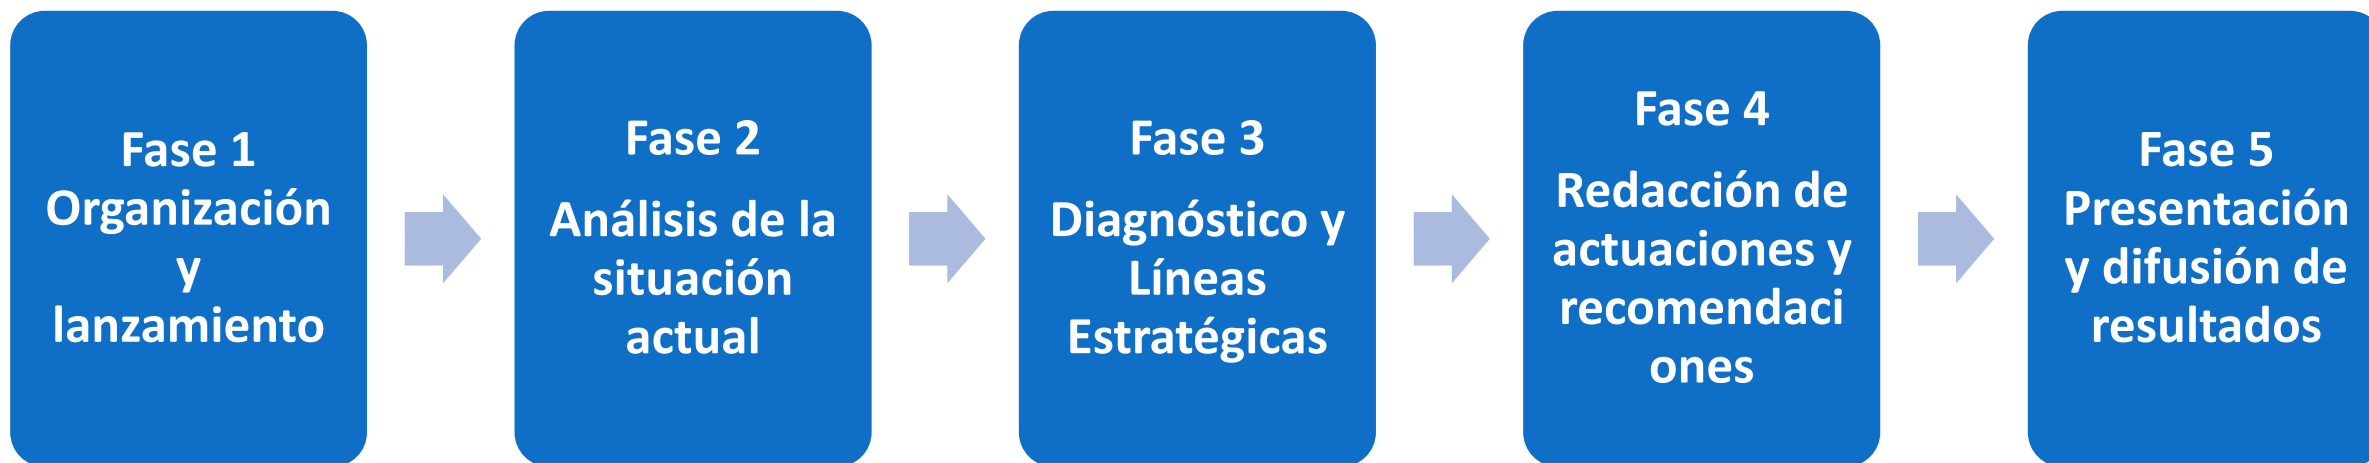 Fase 1
Organización
y
lanzamiento
Fase 2
Análisis de la
situación
actual
Fase 3
Diagnóstico y
Líneas
Estratégicas
Fase 4
Redacción de
actuaciones y
recomendaci
ones
Fase 5
Presentación
y difusión de
resultados